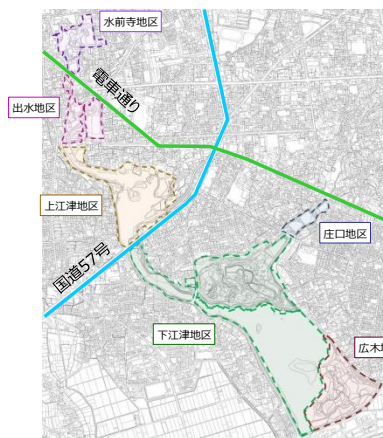 水前寺地区
電車通り
出水地区
上江津地区
庄口地区
国道57号
下江津地区
広木地